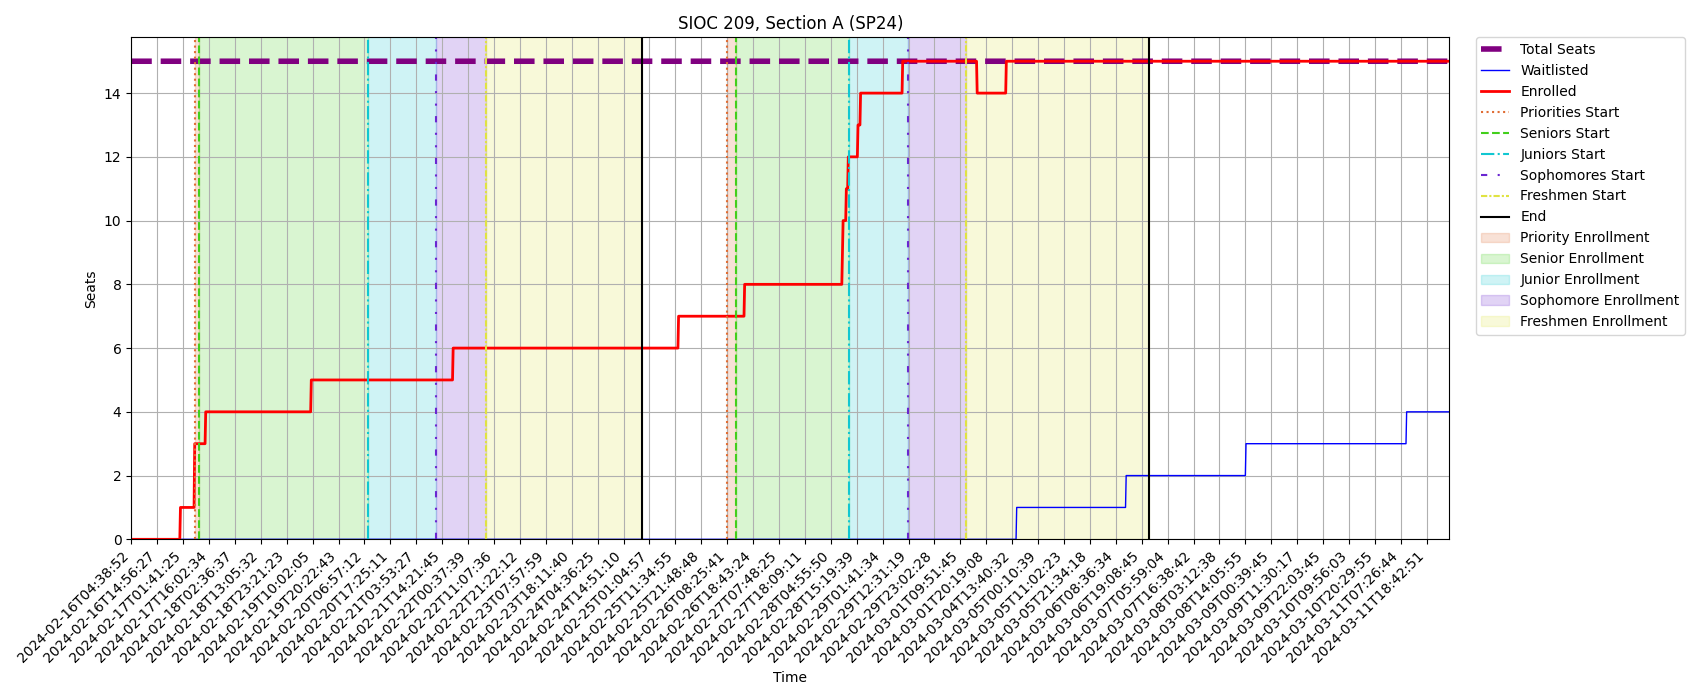 SIOC 209, Section A (SP24)
Total Seats
Waitlisted
Enrolled
Priorities Start
Seniors Start
Juniors Start
Sophomores Start
Freshmen Start
End
Priority Enrollment
Senior Enrollment
Junior Enrollment
Sophomore Enrollment
Freshmen Enrollment
Seats
14
12
10
8
6
4
2
0
2024-02-16T04:38:52
2024-02-16T14:56:27
2024-02-17T01:41:25
2024-02-17T16:02:34
2024-02-18T02:36:37
2024-02-18T13:05:32
2024-02-18T23:21:23
2024-02-19T10:02:05
2024-02-19T20:22:43
2024-02-20T06:57:12
2024-02-20T17:25:11
2024-02-21T03:53:27
2024-02-21T14:21:45
2024-02-22T00:37:39
2024-02-22T11:07:36
2024-02-22T21:22:12
2024-02-23T07:57:59
2024-02-23T18:11:40
2024-02-24T04:36:25
2024-02-24T14:51:10
2024-02-25T01:04:57
2024-02-25T11:34:55
2024-02-25T21:48:48
2024-02-26T08:25:41
2024-02-26T18:43:24
2024-02-27T07:48:25
2024-02-27T18:09:11
2024-02-28T04:55:50
2024-02-28T15:19:39
2024-02-29T01:41:34
2024-02-29T12:31:19
2024-02-29T23:02:28
2024-03-01T09:51:45
2024-03-01T20:19:08
2024-03-04T13:40:32
2024-03-05T00:10:39
2024-03-05T11:02:23
2024-03-05T21:34:18
2024-03-06T08:36:34
2024-03-06T19:08:45
2024-03-07T05:59:04
2024-03-07T16:38:42
2024-03-08T03:12:38
2024-03-08T14:05:55
2024-03-09T00:39:45
2024-03-09T11:30:17
2024-03-09T22:03:45
2024-03-10T09:56:03
2024-03-10T20:29:55
2024-03-11T07:26:44
2024-03-11T18:42:51
Time